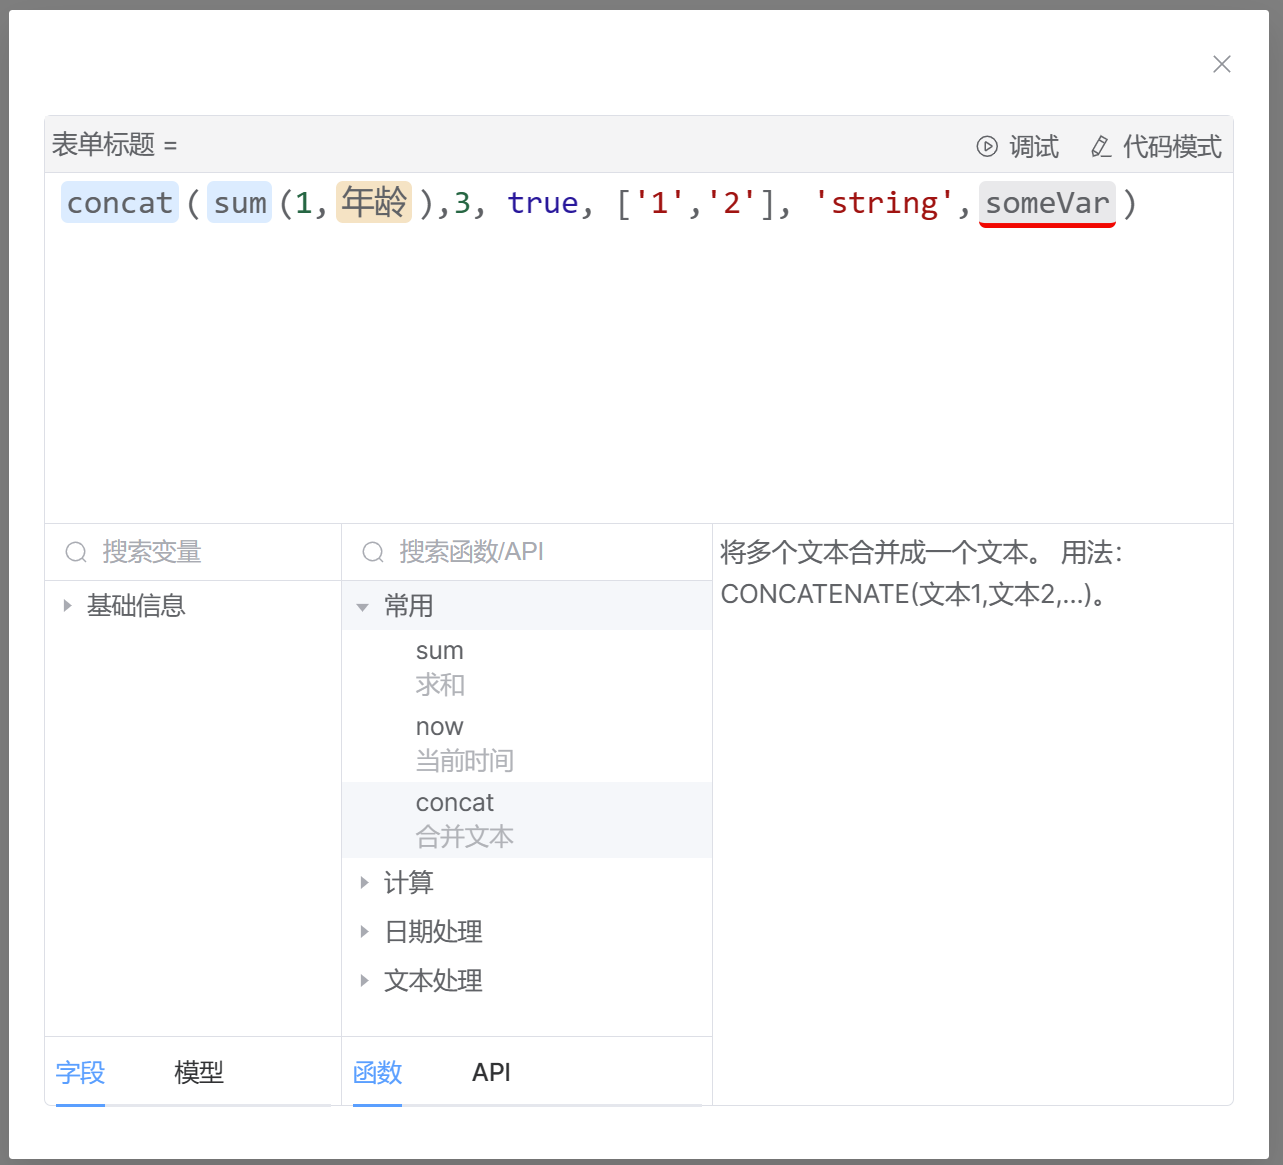 表单标题 =
调试
代码模式
concat(sum(1,年龄),3, true, ['1','2'], 'string',someVar)
搜索变量
基础信息
字段
模型
搜索函数/API
常用
sum
求和
now
当前时间
concat
合并文本
计算
日期处理
文本处理
函数
API
将多个文本合并成一个文本。 用法：
CONCATENATE(文本1,文本2,...)。